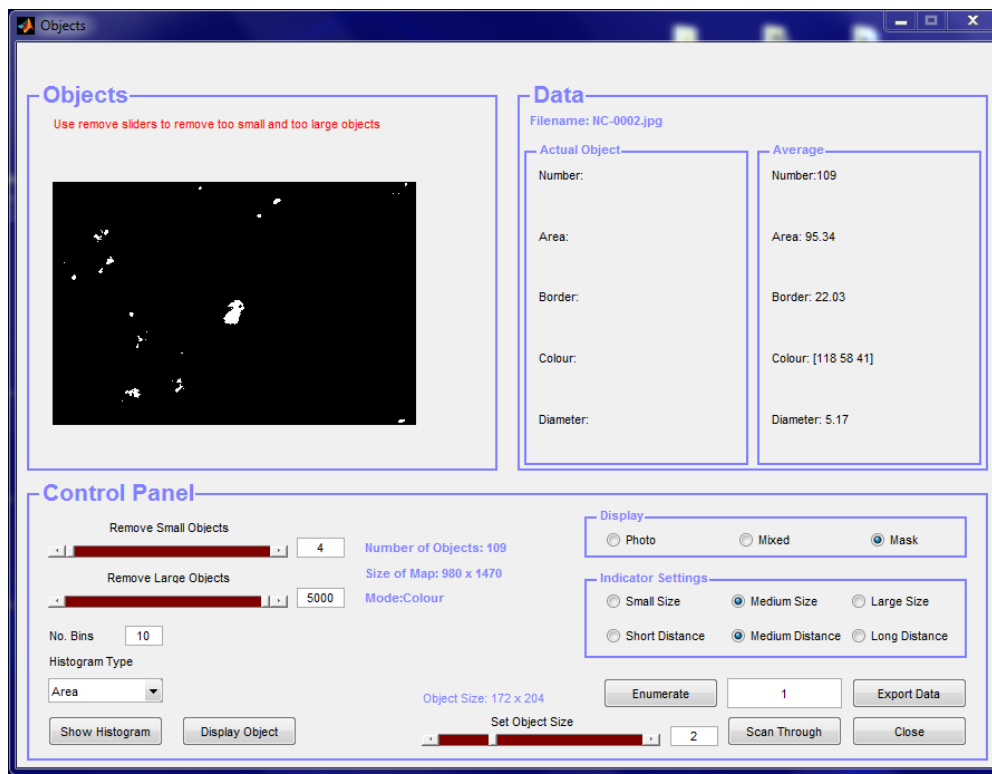 Objects
Objects
Use remove sliders to remove too small and too large objects
Data
Filename: NC-0002.jpg
Actual Object
Number:
Area:
Border:
Colour:
Diameter:
Average
Number:109
Area: 95.34
Border: 22.03
Colour: [118 58 41]
Diameter: 5.17
Control Panel
Remove Small Objects
4
Remove Large Objects
5000
Number of Objects: 109
Size of Map: 980 x 1470
Mode:Colour
No. Bins 10
Histogram Type
Area
Show Histogram Display Object
Display
Photo Mixed Mask
Indicator Settings
Small Size Medium Size Large Size
Short Distance Medium Distance Long Distance
Object Size: 172 x 204
Set Object Size
2
Enumerate 1 Export Data
Scan Through Close